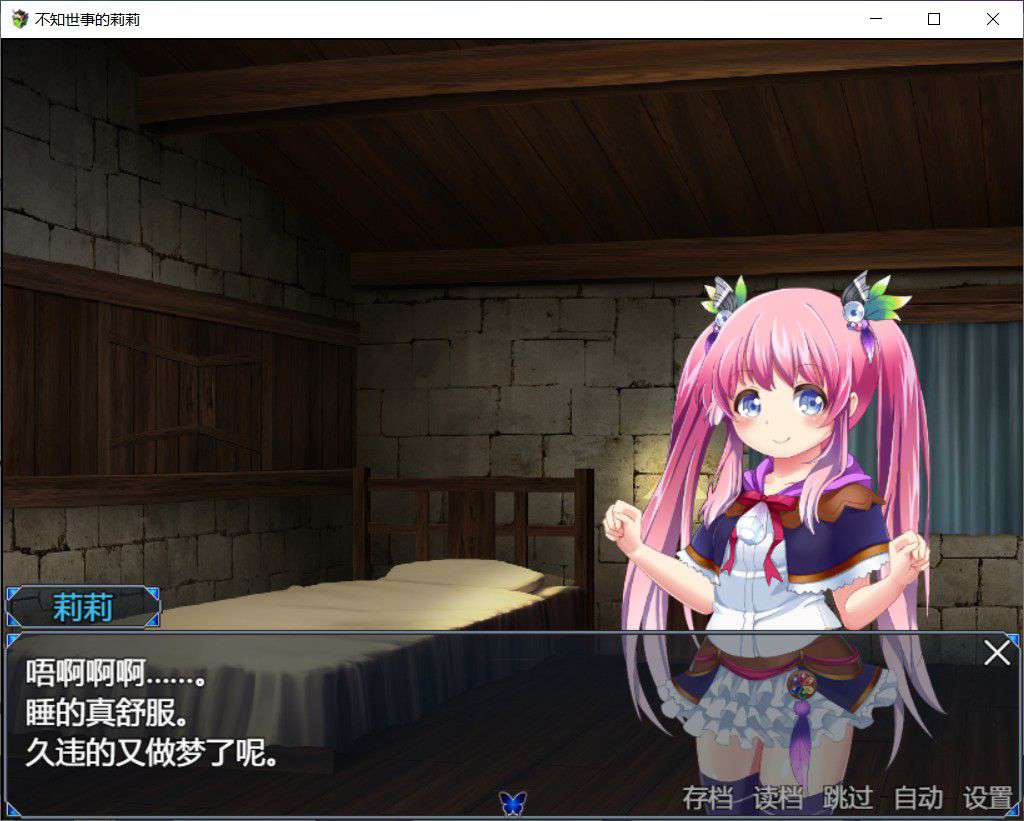 不知世事的莉莉
莉莉
唔啊啊啊……。
睡的真舒服。
久违的又做梦了呢。
存档 读档 跳过 自动 设置